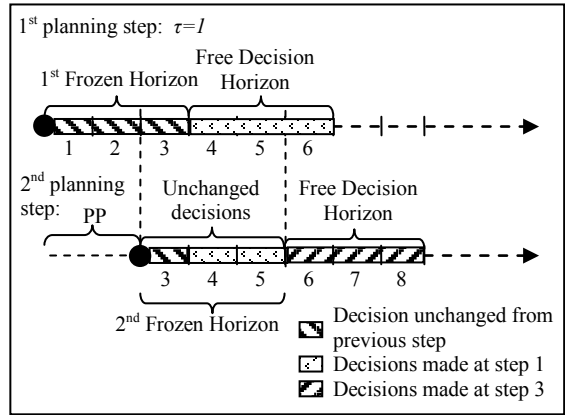 1st planning step: τ=1
Free Decision
Horizon
1st Frozen Horizon
1 2 3 4 5 6
2nd planning
step:
PP
Unchanged
decisions
Free Decision
Horizon
3 4 5 6 7 8
2nd Frozen Horizon
Decision unchanged from
previous step
Decisions made at step 1
Decisions made at step 3